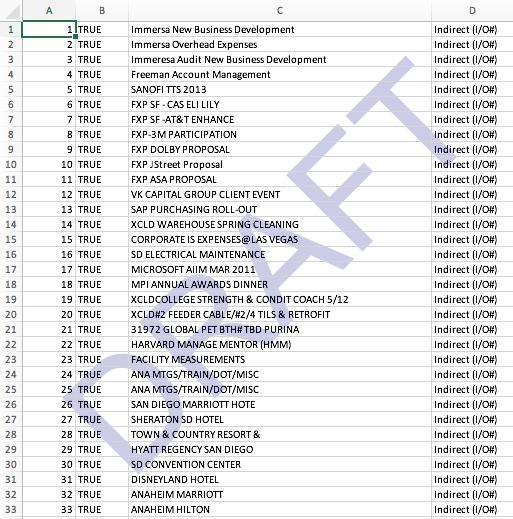 A B C D
1 1 TRUE Immersa New Business Development Indirect (I/O#)
2 2 TRUE Immersa Overhead Expenses Indirect (I/O#)
3 3 TRUE Immeresa Audit New Business Development Indirect (I/O#)
4 4 TRUE Freeman Account Management Indirect (I/O#)
5 5 TRUE SANOFI TTS 2013 Indirect (I/O#)
6 6 TRUE FXP SF - CAS ELI LILY Indirect (I/O#)
7 7 TRUE FXP SF -AT&T ENHANCE Indirect (I/O#)
8 8 TRUE FXP-3M PARTICIPATION Indirect (I/O#)
9 9 TRUE FXP DOLBY PROPOSAL Indirect (I/O#)
10 10 TRUE FXP JStreet Proposal Indirect (I/O#)
11 11 TRUE FXP ASA PROPOSAL Indirect (I/O#)
12 12 TRUE VK CAPITAL GROUP CLIENT EVENT Indirect (I/O#)
13 13 TRUE SAP PURCHASING ROLL-OUT Indirect (I/O#)
14 14 TRUE XCLD WAREHOUSE SPRING CLEANING Indirect (I/O#)
15 15 TRUE CORPORATE IS EXPENSES@LAS VEGAS Indirect (I/O#)
16 16 TRUE SD ELECTRICAL MAINTENANCE Indirect (I/O#)
17 17 TRUE MICROSOFT AIIM MAR 2011 Indirect (I/O#)
18 18 TRUE MPI ANNUAL AWARDS DINNER Indirect (I/O#)
19 19 TRUE XCLDCOLLEGE STRENGTH & CONDIT COACH 5/12 Indirect (I/O#)
20 20 TRUE XCLD#2 FEEDER CABLE/#2/4 TILS & RETROFIT Indirect (I/O#)
21 21 TRUE 31972 GLOBAL PET BTH# TBD PURINA Indirect (I/O#)
22 22 TRUE HARVARD MANAGE MENTOR (HMM) Indirect (I/O#)
23 23 TRUE FACILITY MEASUREMENTS Indirect (I/O#)
24 24 TRUE ANA MTGS/TRAIN/DOT/MISC Indirect (I/O#)
25 25 TRUE ANA MTGS/TRAIN/DOT/MISC Indirect (I/O#)
26 26 TRUE SAN DIEGO MARRIOTT HOTE Indirect (I/O#)
27 27 TRUE SHERATON SD HOTEL Indirect (I/O#)
28 28 TRUE TOWN & COUNTRY RESORT & Indirect (I/O#)
29 29 TRUE HYATT REGENCY SAN DIEGO Indirect (I/O#)
30 30 TRUE SD CONVENTION CENTER Indirect (I/O#)
31 31 TRUE DISNEYLAND HOTEL Indirect (I/O#)
32 32 TRUE ANAHEIM MARRIOTT Indirect (I/O#)
33 33 TRUE ANAHEIM HILTON Indirect (I/O#)
DRAFT